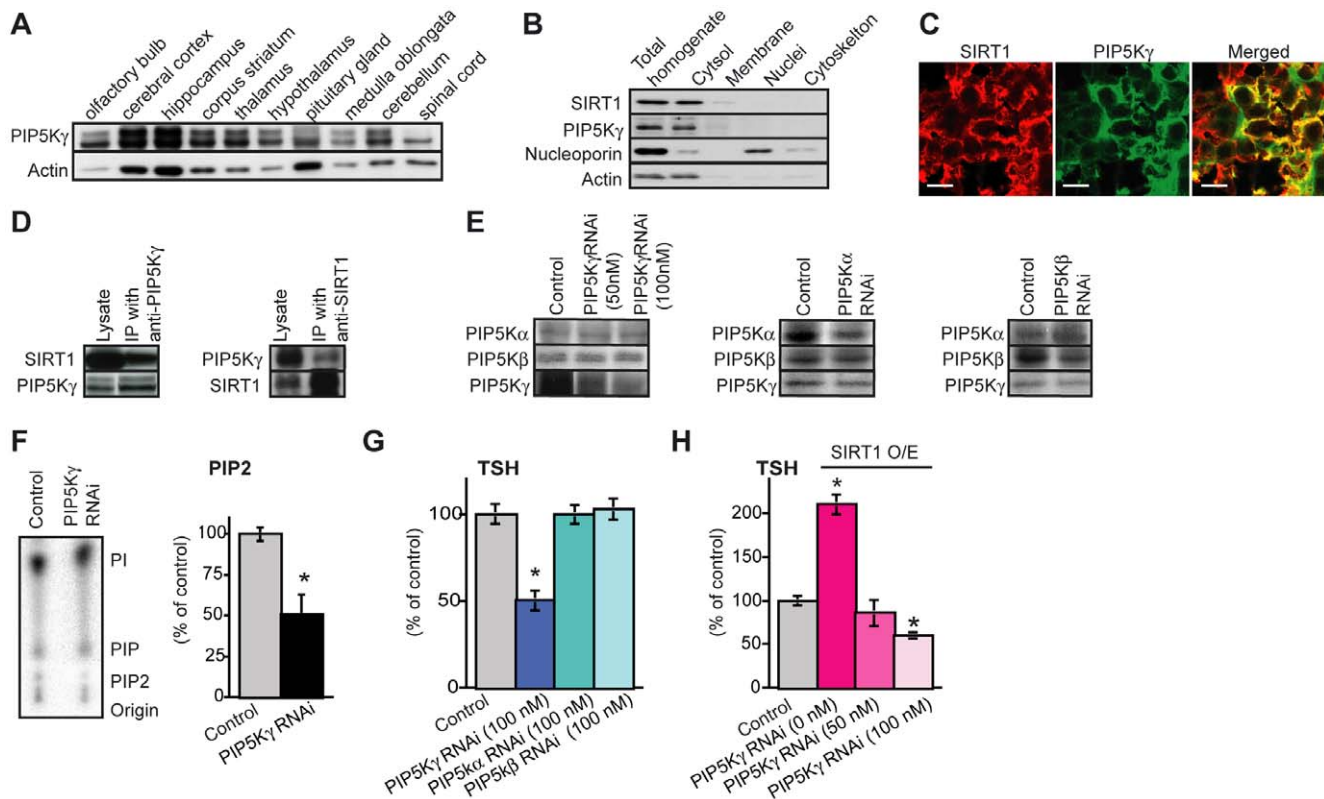 A
olfactory bulb
cerebral cortex
hippocampus
corpus striatum
thalamus
hypothalamus
pituitary gland
medulla oblongata
cerebellum
spinal cord
PIP5Kγ
Actin
B
Total
homogenate
Cytsol
Membrane
Nuclei
Cytoskelton
SIRT1
PIP5Kγ
Nucleoporin
Actin
C
SIRT1 PIP5Kγ Merged
D
Lysate
IP with
anti-PIP5Kγ
SIRT1
PIP5Kγ
Lysate
IP with
anti-SIRT1
PIP5Kγ
SIRT1
E
Control
PIP5KγRNAi
(50nM)
PIP5KγRNAi
(100nM)
PIP5Kα
PIP5Kβ
PIP5Kγ
Control
PIP5Kα
RNAi
PIP5Kα
PIP5Kβ
PIP5Kγ
Control
PIP5Kβ
RNAi
PIP5Kα
PIP5Kβ
PIP5Kγ
F
Control
PIP5Kγ
RNAi
PI
PIP
PIP2
Origin
PIP2
(% of control)
100
75
50
25
0
*
Control
PIP5Kγ RNAi
G
TSH
(% of control)
100
50
0
*
Control
PIP5Kγ RNAi (100 nM)
PIP5kα RNAi (100 nM)
PIP5kβ RNAi (100 nM)
H
TSH
SIRT1 O/E
(% of control)
200
150
100
50
0
*
*
Control
PIP5Kγ RNAi (0 nM)
PIP5Kγ RNAi (50 nM)
PIP5Kγ RNAi (100 nM)